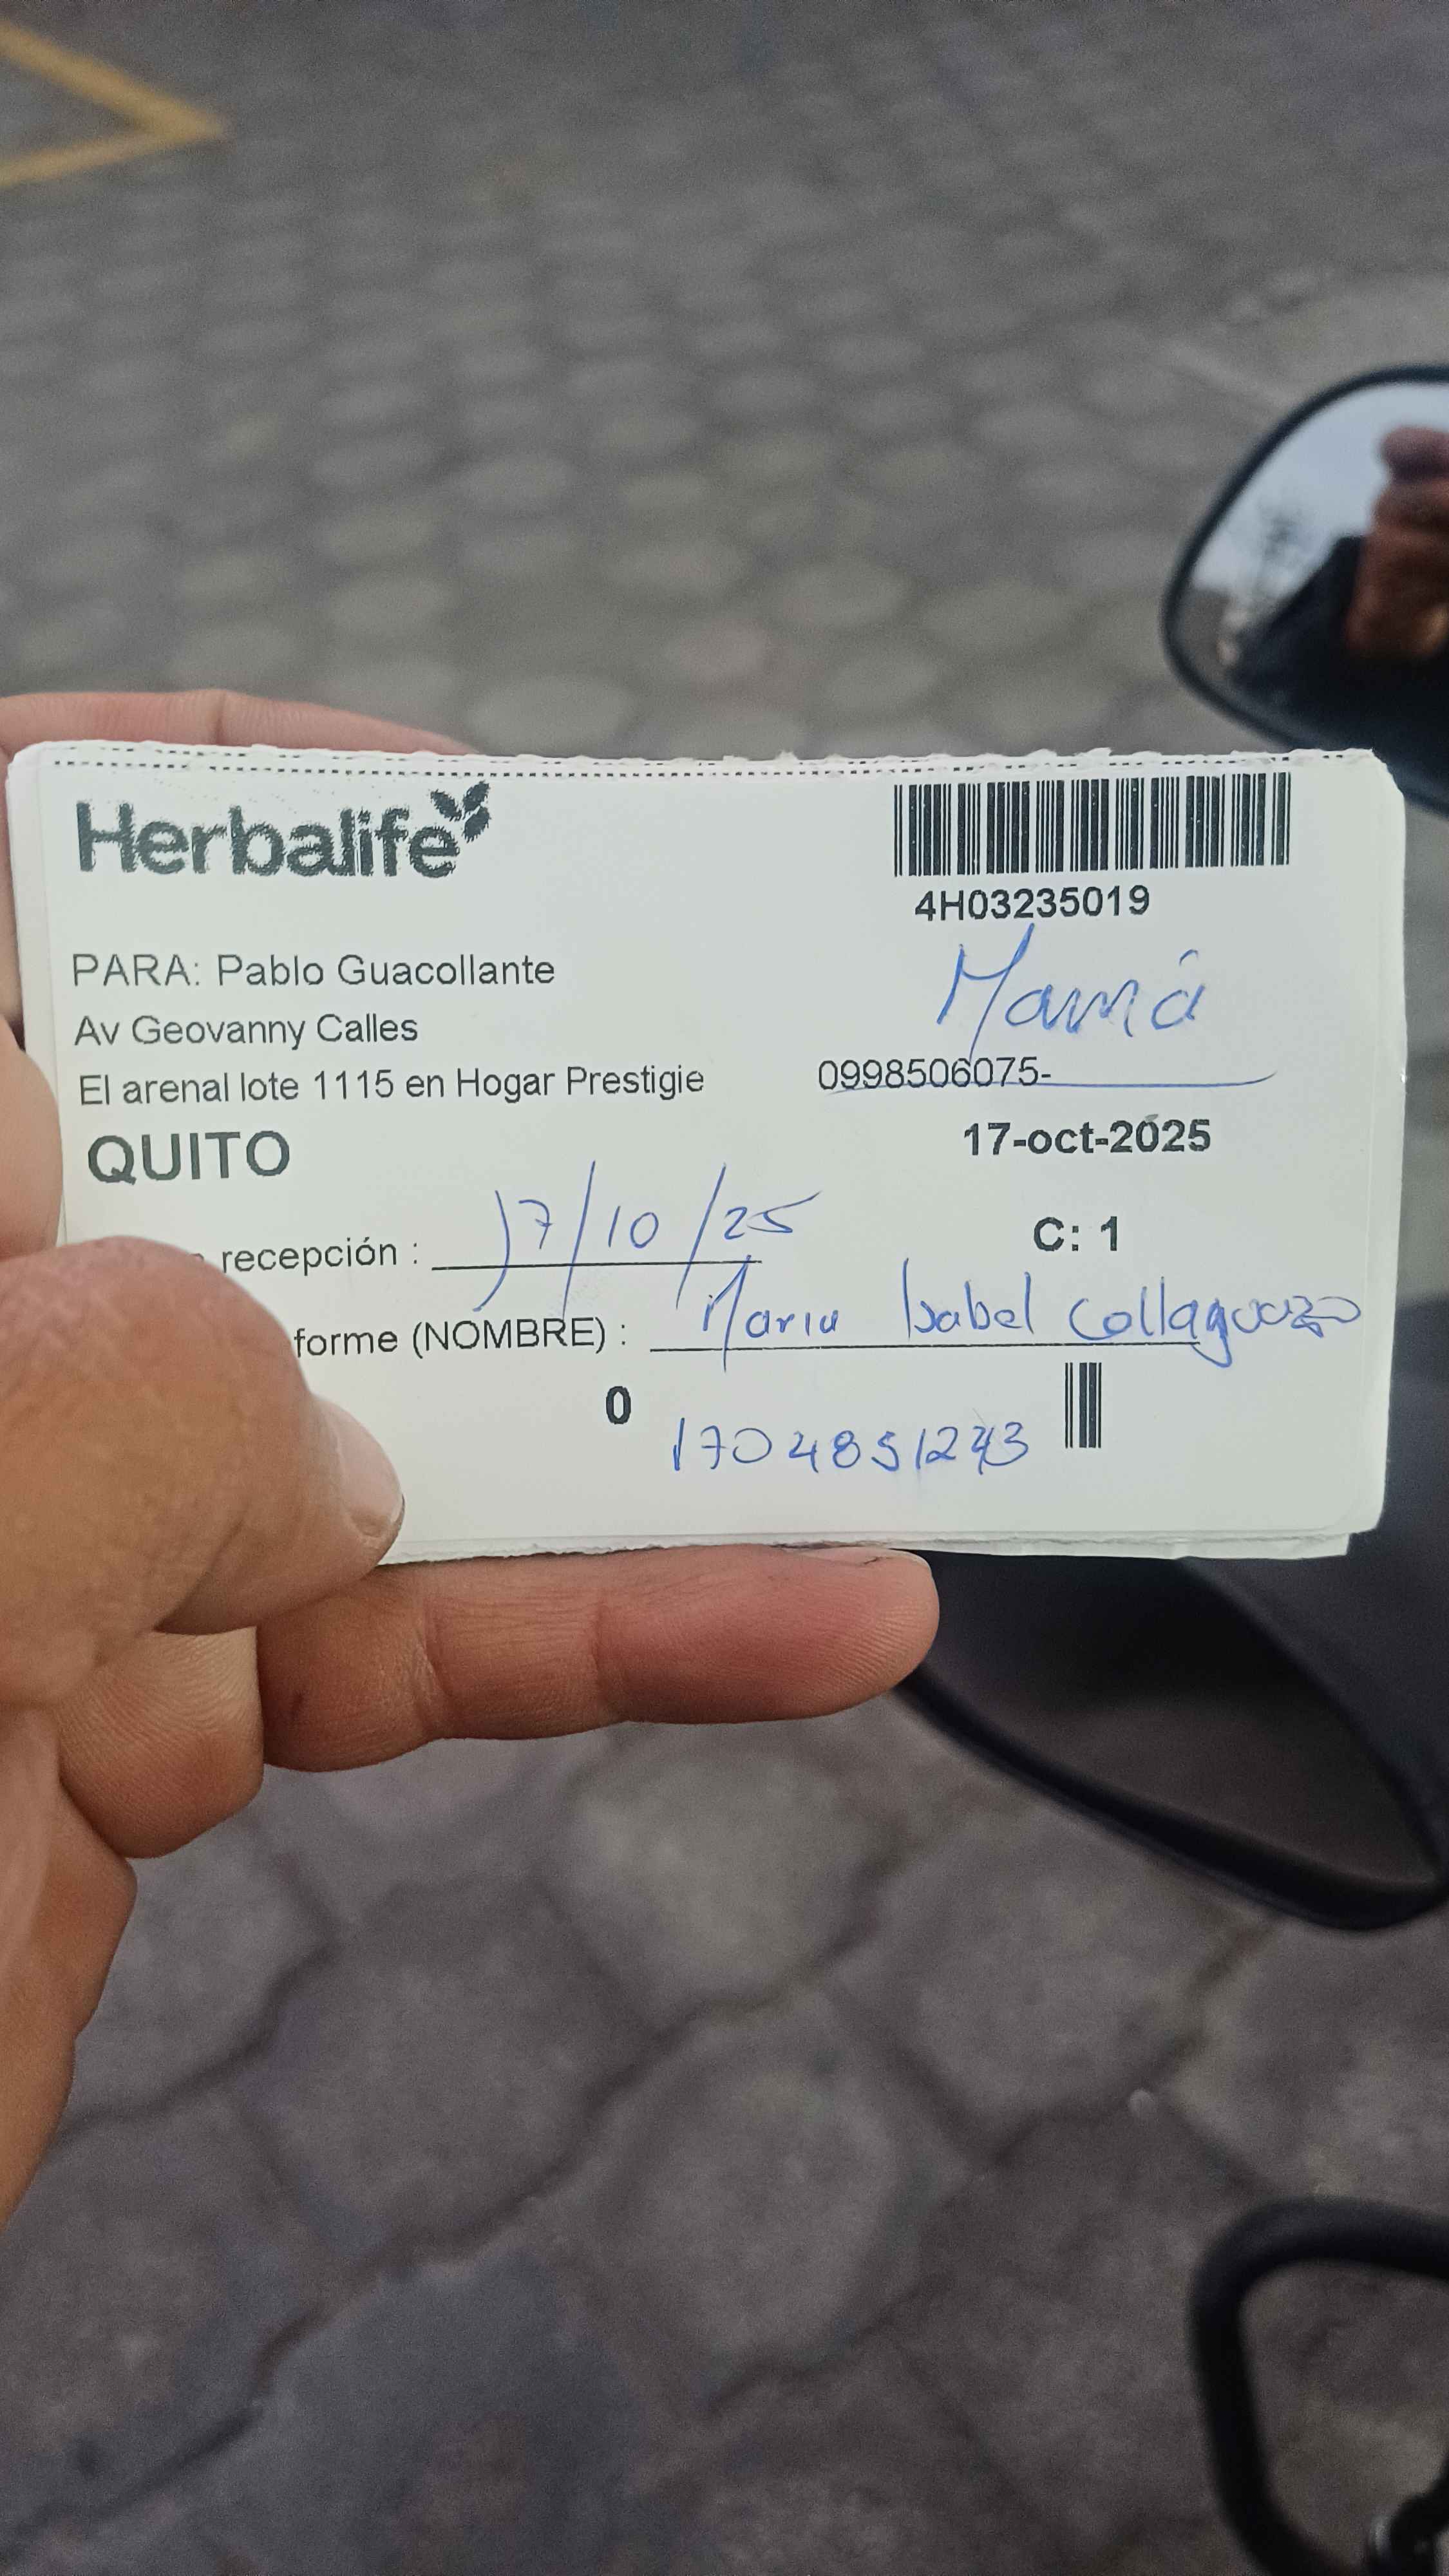 Herbalife
4H03235019
PARA: Pablo Guacollante
Mamá
Av Geovanny Calles
El arenal lote 1115 en Hogar Prestigie
0998506075-
QUITO
17-oct-2025
recepción : 17/10/25
C: 1
forme (NOMBRE) : Maria Isabel Collaguazo
0